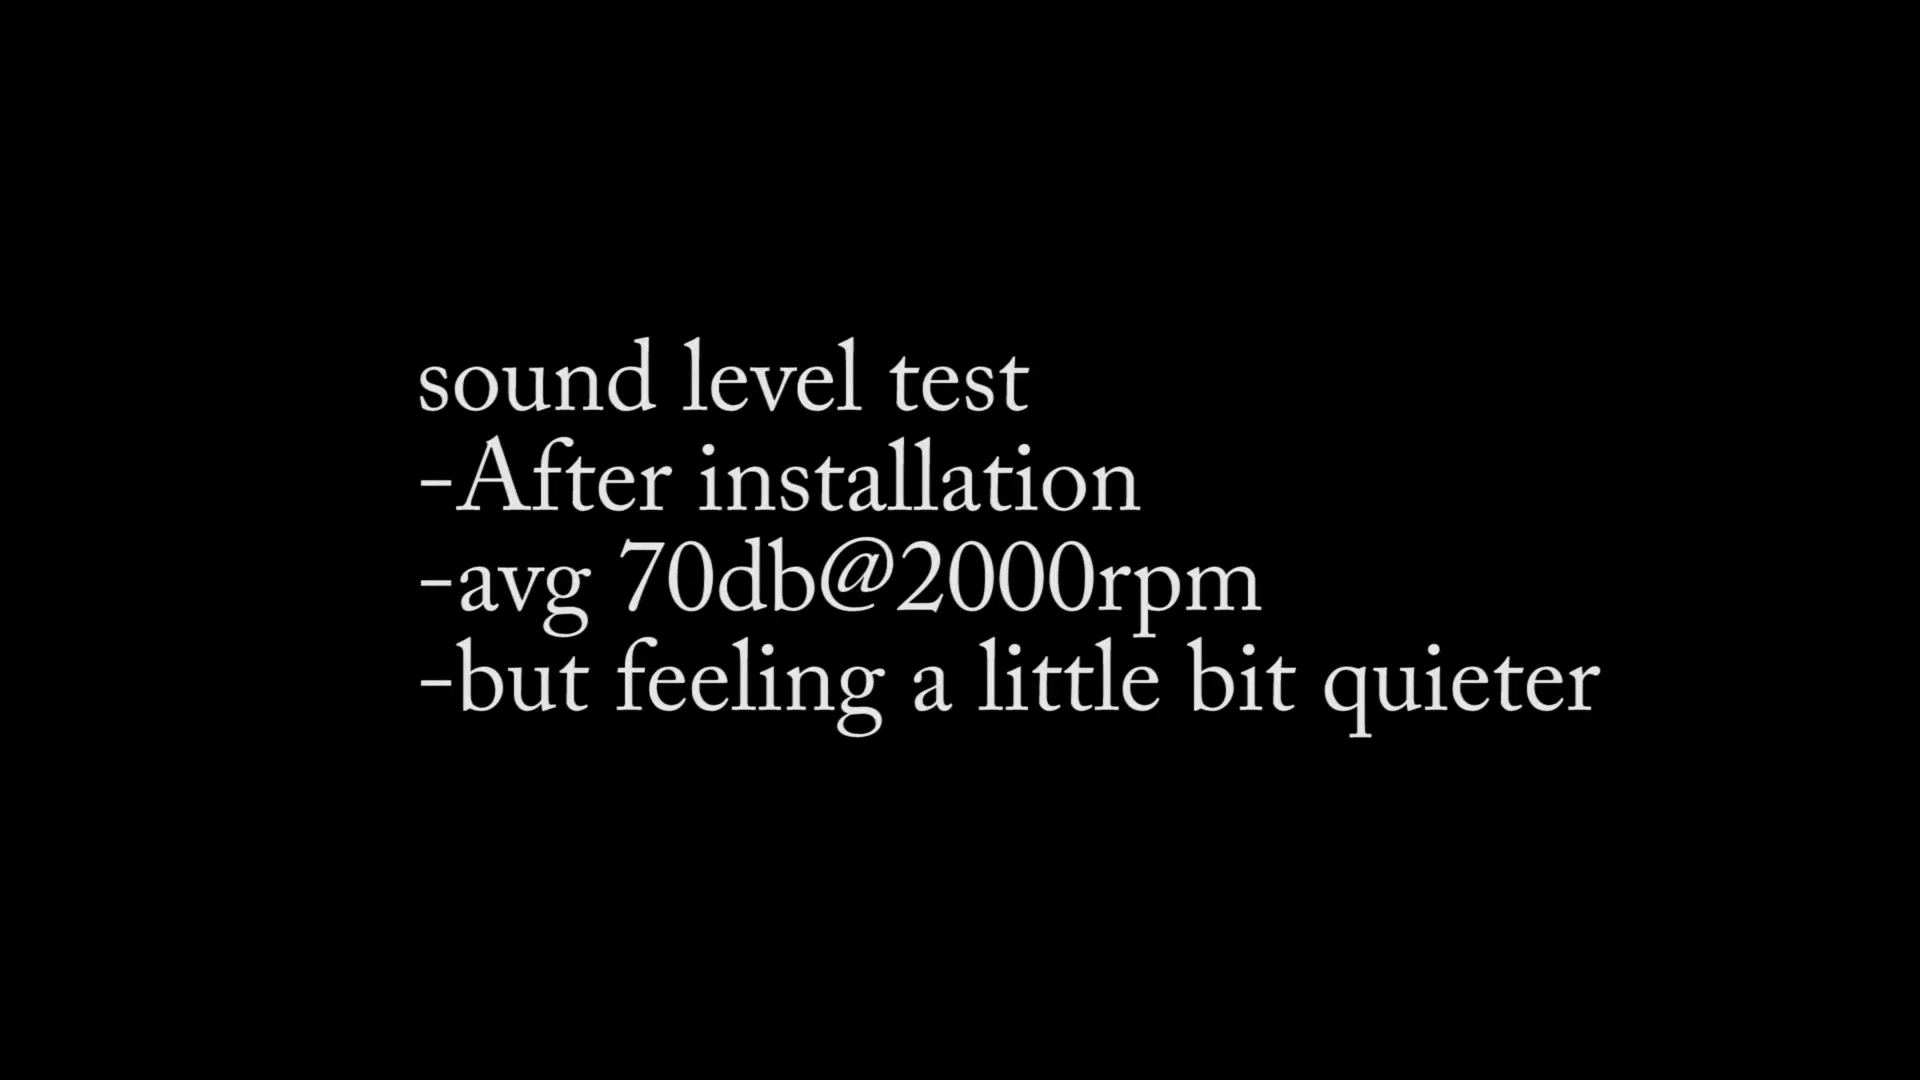 sound level test
-After installation
-avg 70db@2000rpm
-but feeling a little bit quieter